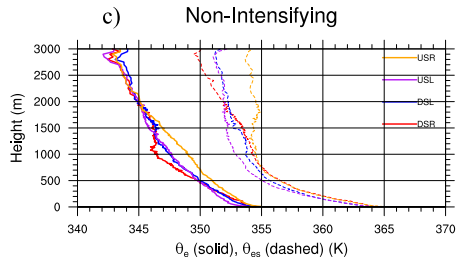 c) Non-Intensifying
Height (m)
3000
2500
2000
1500
1000
500
0
USR
USL
DSL
DSR
340 345 350 355 360 365 370
θe (solid), θes (dashed) (K)